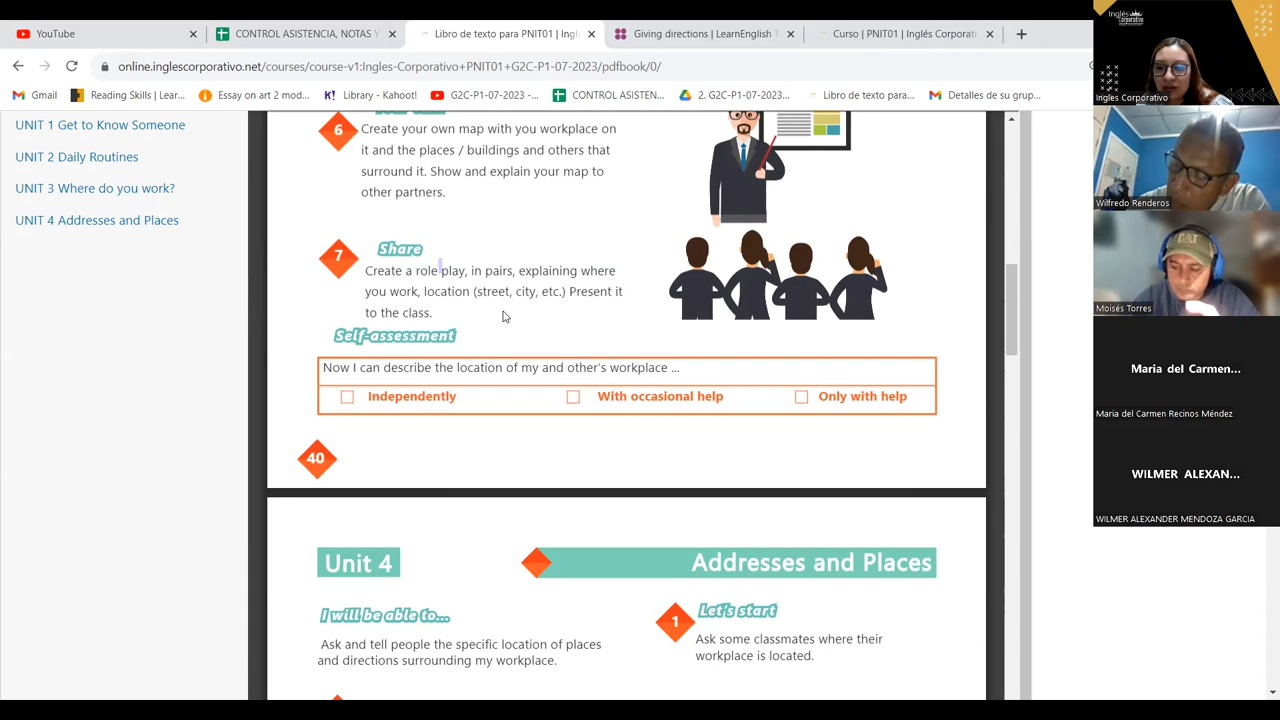 YouTube
CONTROL ASISTENCIA, NOTAS Y
Libro de texto para PNIT01 | Ingl
Giving directions | LearnEnglish T
Curso | PNIT01 | Inglés Corporati
online.inglescorporativo.net/courses/course-v1:Ingles-Corporativo+PNIT01+G2C-P1-07-2023/pdfbook/0/
Gmail
Reading Skills | Lear...
Essay on art 2 mod...
Library - Kahoot!
G2C-P1-07-2023 -...
CONTROL ASISTEN...
2. G2C-P1-07-2023...
Libro de texto para...
Detalles de su grup...
UNIT 1 Get to Know Someone
UNIT 2 Daily Routines
UNIT 3 Where do you work?
UNIT 4 Addresses and Places
6
Create your own map with you workplace on
it and the places / buildings and others that
surround it. Show and explain your map to
other partners.
7
Share
Create a role play, in pairs, explaining where
you work, location (street, city, etc.) Present it
to the class.
Self-assessment
Now I can describe the location of my and other's workplace ...
Independently
With occasional help
Only with help
40
Unit 4
Addresses and Places
I will be able to...
Ask and tell people the specific location of places
and directions surrounding my workplace.
1
Let's start
Ask some classmates where their
workplace is located.
Inglés
Corporativo
Ingles Corporativo
Wilfredo Renderos
CAT
Moisés Torres
Maria del Carmen...
Maria del Carmen Recinos Méndez
WILMER ALEXAN...
WILMER ALEXANDER MENDOZA GARCIA